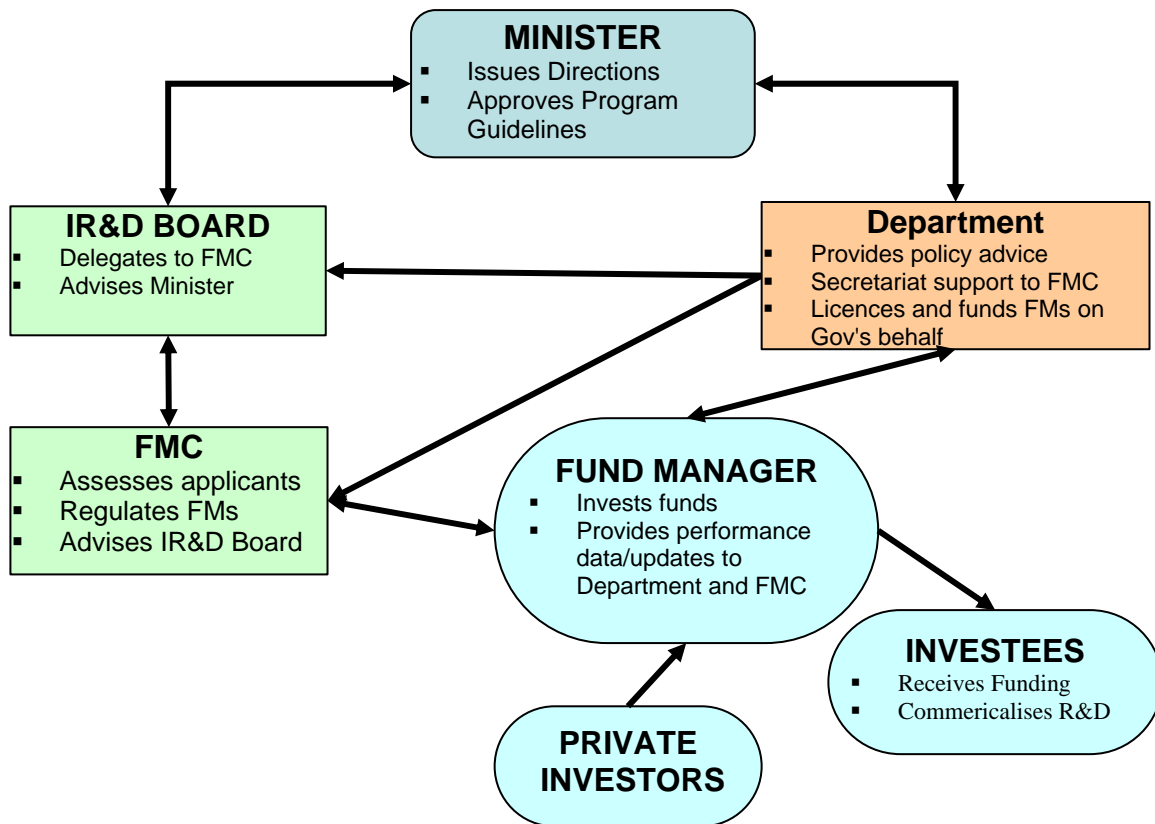 MINISTER
▪ Issues Directions
▪ Approves Program
Guidelines
IR&D BOARD
▪ Delegates to FMC
▪ Advises Minister
Department
▪ Provides policy advice
▪ Secretariat support to FMC
▪ Licences and funds FMs on
Gov's behalf
FMC
▪ Assesses applicants
▪ Regulates FMs
▪ Advises IR&D Board
FUND MANAGER
▪ Invests funds
▪ Provides performance
data/updates to
Department and FMC
INVESTEES
▪ Receives Funding
▪ Commericalises R&D
PRIVATE
INVESTORS